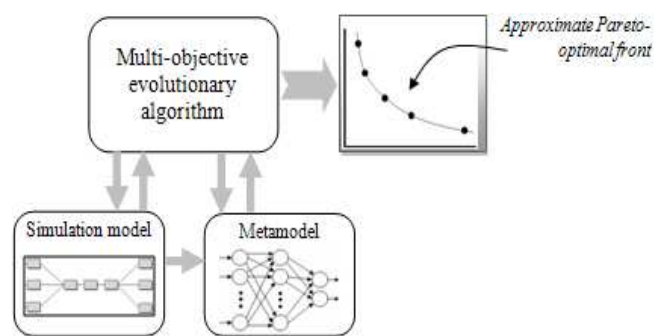 Multi-objective
evolutionary
algorithm
Approximate Pareto-
optimal front
Simulation model
Metamodel